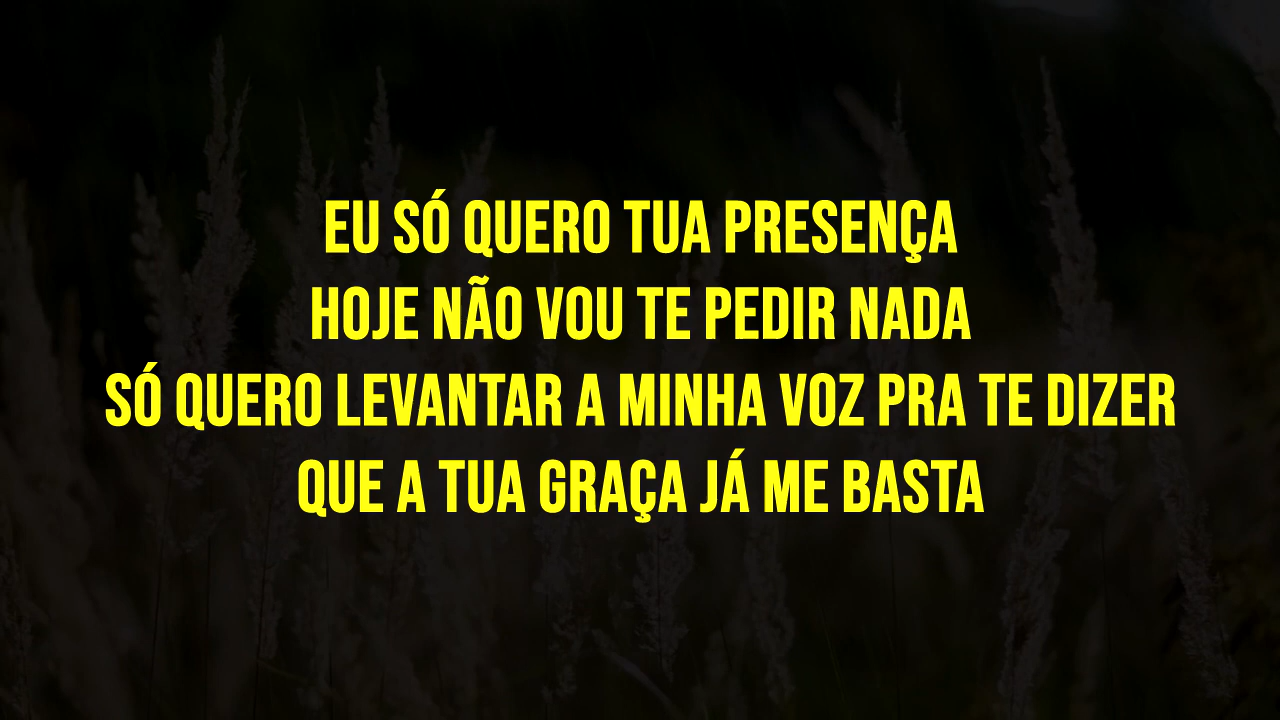 EU SÓ QUERO TUA PRESENÇA
HOJE NÃO VOU TE PEDIR NADA
SÓ QUERO LEVANTAR A MINHA VOZ PRA TE DIZER
QUE A TUA GRAÇA JÁ ME BASTA